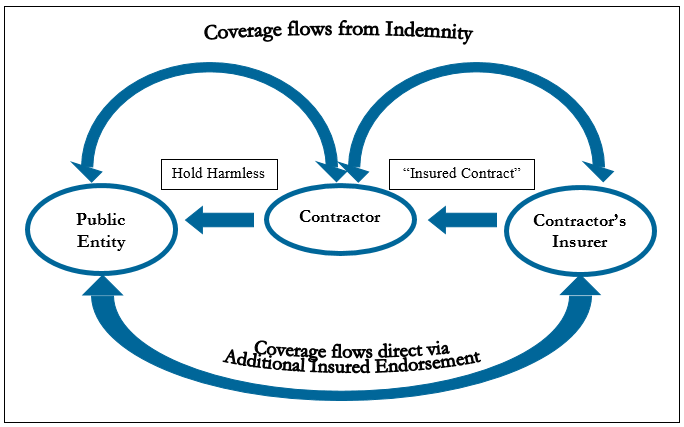 Coverage flows from Indemnity
Hold Harmless
“Insured Contract”
Public
Entity
Contractor
Contractor’s
Insurer
Coverage flows direct via
Additional Insured Endorsement